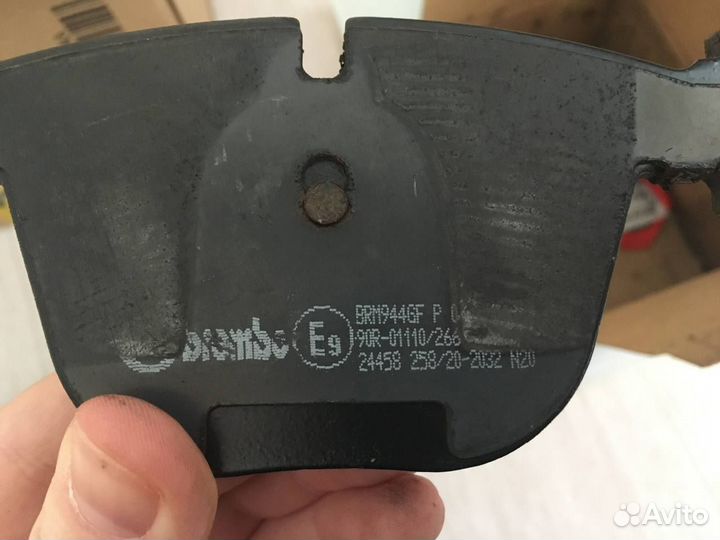 brembo
E9
BRM944GF P
90R-01110/266
24458 258/20-2032 N20
Avito